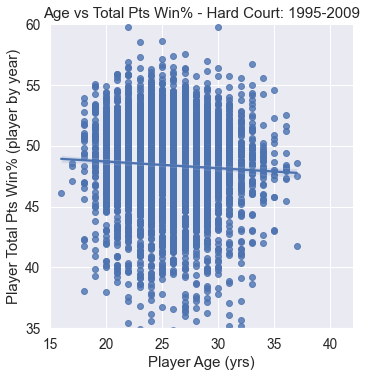 Age vs Total Pts Win% - Hard Court: 1995-2009
Player Total Pts Win% (player by year)
60
55
50
45
40
35
15 20 25 30 35 40
Player Age (yrs)